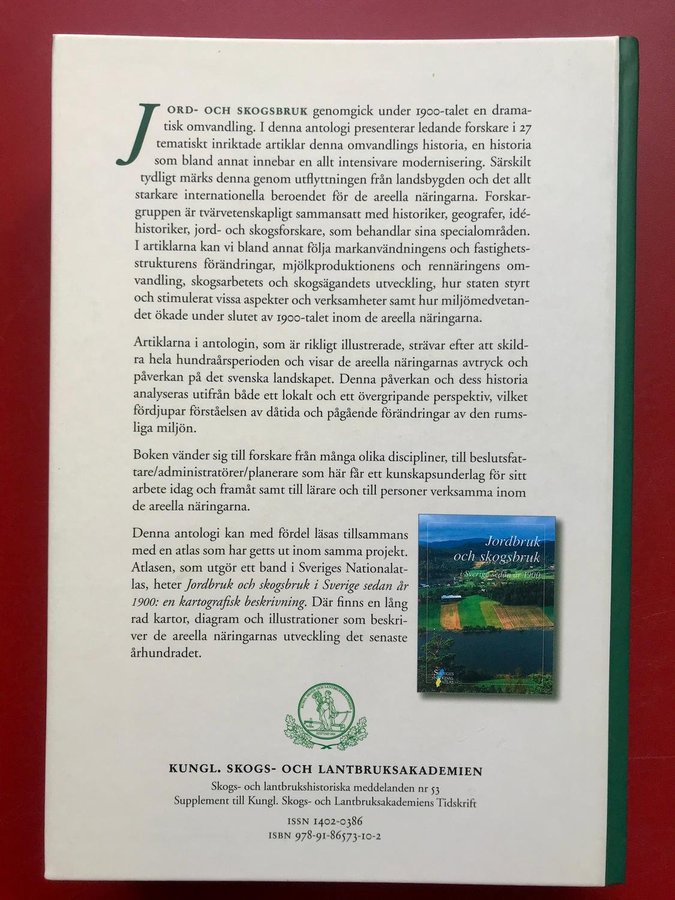 JORD- OCH SKOGSBRUK genomgick under 1900-talet en drama-
tisk omvandling. I denna antologi presenterar ledande forskare i 27
tematiskt inriktade artiklar denna omvandlings historia, en historia
som bland annat innebar en allt intensivare modernisering. Särskilt
tydligt märks denna genom utflyttningen från landsbygden och det allt
starkare internationella beroendet för de areella näringarna. Forskar-
gruppen är tvärvetenskapligt sammansatt med historiker, geografer, idé-
historiker, jord- och skogsforskare, som behandlar sina specialområden.
I artiklarna kan vi bland annat följa markanvändningens och fastighets-
strukturens förändringar, mjölkproduktionens och rennäringens om-
vandling, skogsarbetets och skogsägandets utveckling, hur staten styrt
och stimulerat vissa aspekter och verksamheter samt hur miljömedvetan-
det ökade under slutet av 1900-talet inom de areella näringarna.
Artiklarna i antologin, som är rikligt illustrerade, strävar efter att skild-
ra hela hundraårsperioden och visar de areella näringarnas avtryck och
påverkan på det svenska landskapet. Denna påverkan och dess historia
analyseras utifrån både ett lokalt och ett övergripande perspektiv, vilket
fördjupar förståelsen av dåtida och pågående förändringar av den rums-
liga miljön.
Boken vänder sig till forskare från många olika discipliner, till beslutsfat-
tare/administratörer/planerare som här får ett kunskapsunderlag för sitt
arbete idag och framåt samt till lärare och till personer verksamma inom
de areella näringarna.
Denna antologi kan med fördel läsas tillsammans
med en atlas som har getts ut inom samma projekt.
Atlasen, som utgör ett band i Sveriges Nationalat-
las, heter Jordbruk och skogsbruk i Sverige sedan år
1900: en kartografisk beskrivning. Där finns en lång
rad kartor, diagram och illustrationer som beskri-
ver de areella näringarnas utveckling det senaste
århundradet.
Jordbruk
och skogsbruk
i Sverige sedan år 1900
KUNGL. SKOGS- OCH LANTBRUKSAKADEMIEN
Skogs- och lantbrukshistoriska meddelanden nr 53
Supplement till Kungl. Skogs- och Lantbruksakademiens Tidskrift
ISSN 1402-0386
ISBN 978-91-86573-10-2